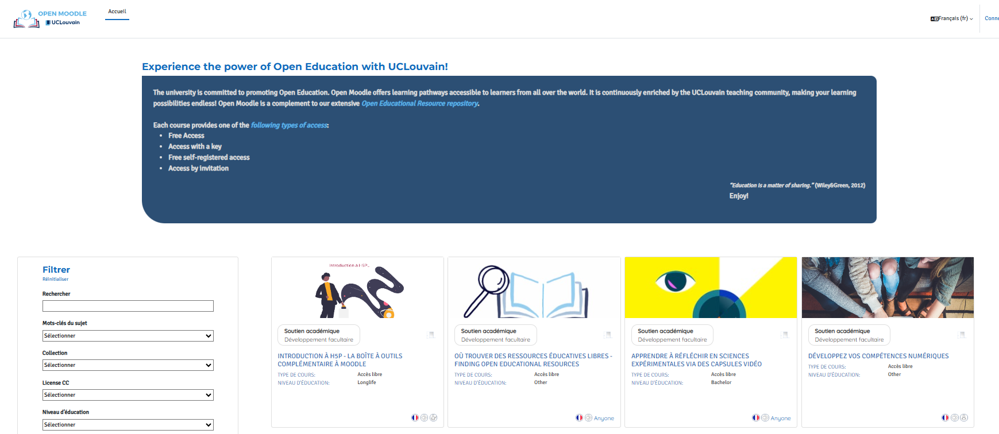 OPEN MOODLE
UCLouvain
Accueil
Français (fr)
Conne
Experience the power of Open Education with UCLouvain!
The university is committed to promoting Open Education. Open Moodle offers learning pathways accessible to learners from all over the world. It is continuously enriched by the UCLouvain teaching community, making your learning
possibilities endless! Open Moodle is a complement to our extensive Open Educational Resource repository.
Each course provides one of the following types of access:
• Free Access
• Access with a key
• Free self-registered access
• Access by invitation
“Education is a matter of sharing.” (Wiley&Green, 2012)
Enjoy!
Filtrer
Réinitialiser
Rechercher
Mots-clés du sujet
Sélectionner
Collection
Sélectionner
License CC
Sélectionner
Niveau d'éducation
Sélectionner
Introduction à H5P...
Soutien académique
Développement facultaire
INTRODUCTION À H5P - LA BOÎTE À OUTILS
COMPLÉMENTAIRE À MOODLE
TYPE DE COURS: Accès libre
NIVEAU D'ÉDUCATION: Longlife
Soutien académique
Développement facultaire
OÙ TROUVER DES RESSOURCES ÉDUCATIVES LIBRES -
FINDING OPEN EDUCATIONAL RESOURCES
TYPE DE COURS: Accès libre
NIVEAU D'ÉDUCATION: Other
Anyone
Soutien académique
Développement facultaire
APPRENDRE À RÉFLÉCHIR EN SCIENCES
EXPÉRIMENTALES VIA DES CAPSULES VIDÉO
TYPE DE COURS: Accès libre
NIVEAU D'ÉDUCATION: Bachelor
Anyone
Soutien académique
Développement facultaire
DÉVELOPPEZ VOS COMPÉTENCES NUMÉRIQUES
TYPE DE COURS: Accès libre
NIVEAU D'ÉDUCATION: Other